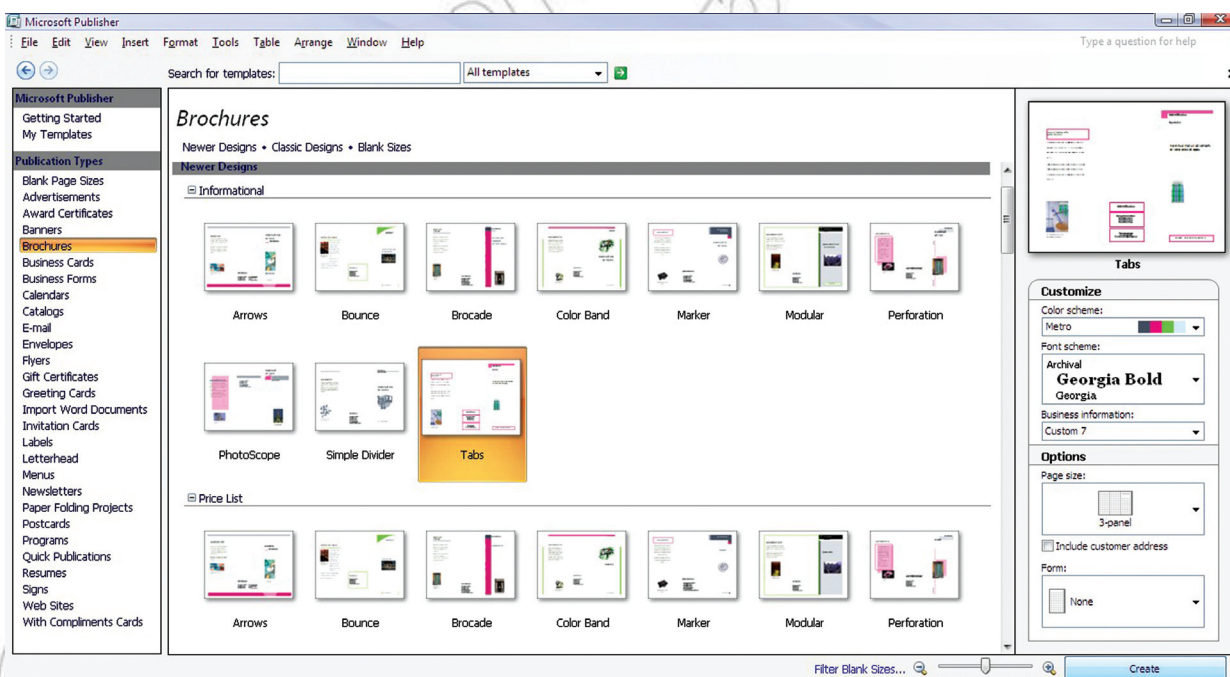 Microsoft Publisher
File Edit View Insert Format Tools Table Arrange Window Help
Type a question for help
Search for templates:
All templates
Microsoft Publisher
Getting Started
My Templates
Publication Types
Blank Page Sizes
Advertisements
Award Certificates
Banners
Brochures
Business Cards
Business Forms
Calendars
Catalogs
E-mail
Envelopes
Flyers
Gift Certificates
Greeting Cards
Import Word Documents
Invitation Cards
Labels
Letterhead
Menus
Newsletters
Paper Folding Projects
Postcards
Programs
Quick Publications
Resumes
Signs
Web Sites
With Compliments Cards
Brochures
Newer Designs • Classic Designs • Blank Sizes
Newer Designs
Informational
Arrows Bounce Brocade Color Band Marker Modular Perforation
PhotoScope Simple Divider Tabs
Price List
Arrows Bounce Brocade Color Band Marker Modular Perforation
Tabs
Customize
Color scheme:
Metro
Font scheme:
Archival
Georgia Bold
Georgia
Business information:
Custom 7
Options
Page size:
3-panel
Include customer address
Form:
None
Filter Blank Sizes...
Create